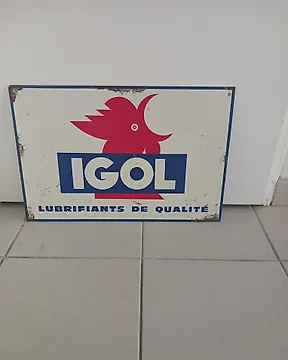 IGOL
LUBRIFIANTS DE QUALITÉ